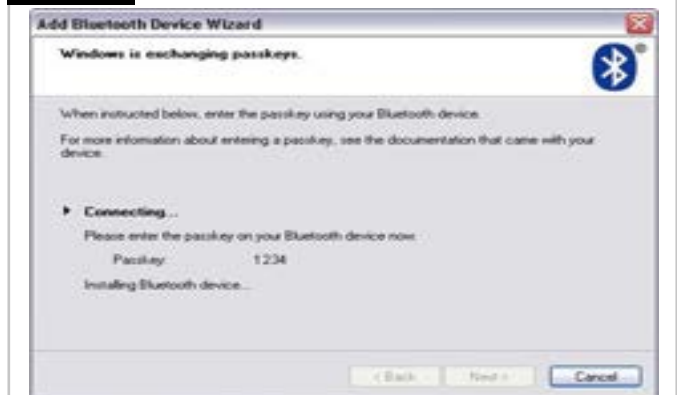 Add Bluetooth Device Wizard
Windows is exchanging passkeys.
When instructed below, enter the passkey using your Bluetooth device.
For more information about entering a passkey, see the documentation that came with your
device.
Connecting...
Please enter the passkey on your Bluetooth device now.
Passkey: 1234
Installing Bluetooth device...
< Back Next > Cancel